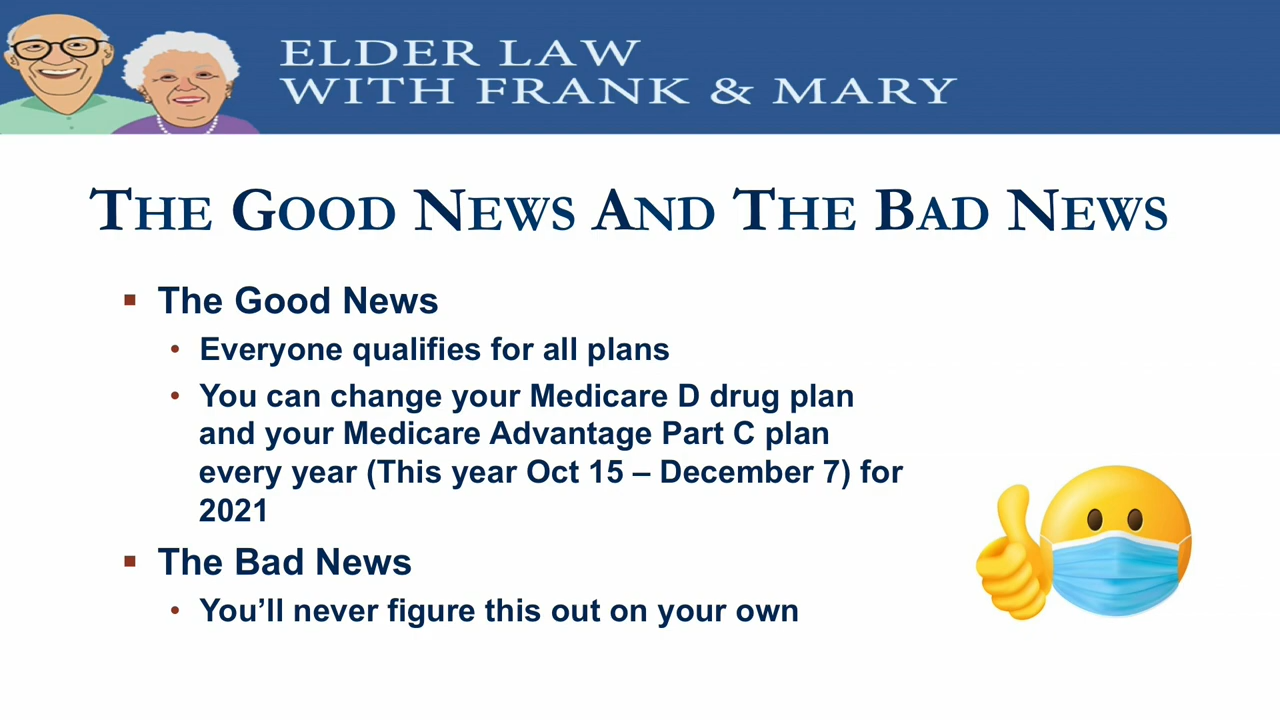 ELDER LAW
WITH FRANK & MARY
THE GOOD NEWS AND THE BAD NEWS
▪ The Good News
• Everyone qualifies for all plans
• You can change your Medicare D drug plan
and your Medicare Advantage Part C plan
every year (This year Oct 15 – December 7) for
2021
▪ The Bad News
• You’ll never figure this out on your own